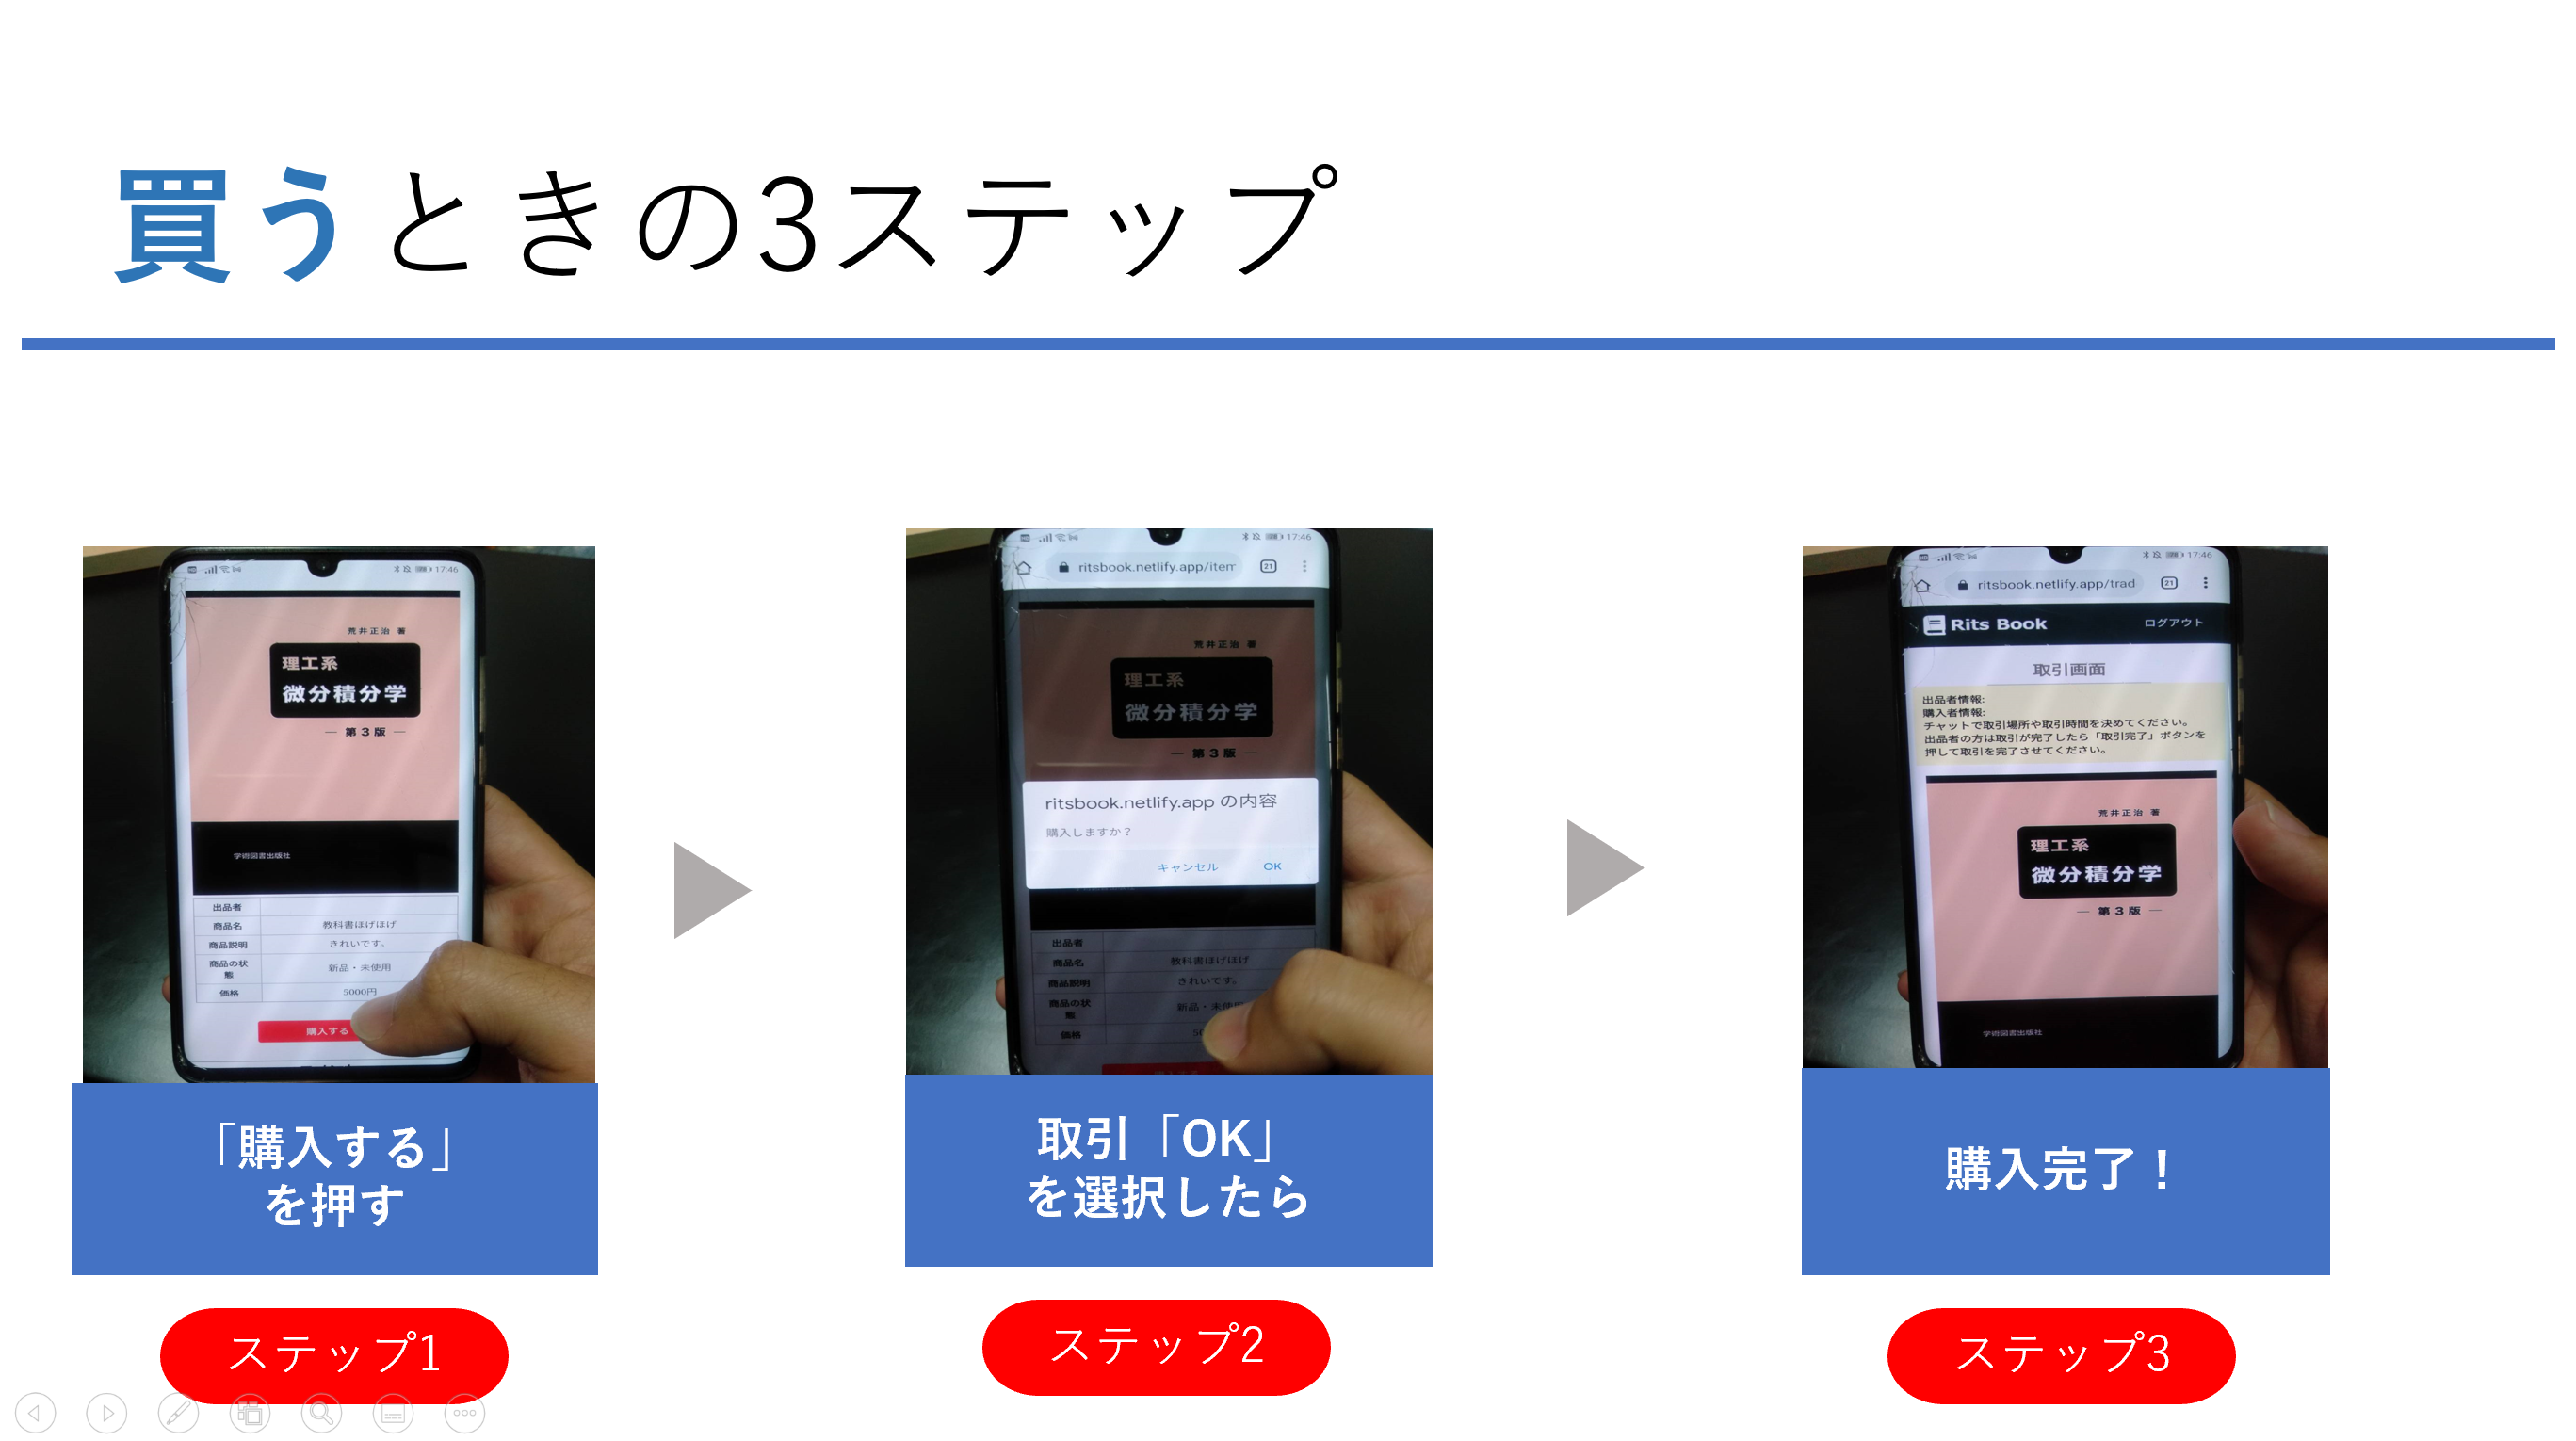 買うときの3ステップ
17:46
荒井正治 著
理工系
微分積分学
― 第3版 ―
学術図書出版社
出品者
商品名 教科書ほげほげ
商品説明 きれいです。
商品の状
態 新品・未使用
価格 5000円
購入する
「購入する」
を押す
ステップ1
17:46
ritsbook.netlify.app/item
21
荒井正治 著
理工系
微分積分学
― 第3版 ―
ritsbook.netlify.app の内容
購入しますか？
キャンセル OK
出品者
商品名 教科書ほげほげ
商品説明 きれいです。
商品の状
態 新品・未使
価格
取引「OK」
を選択したら
ステップ2
17:46
ritsbook.netlify.app/trad
21
Rits Book ログアウト
取引画面
出品者情報:
購入者情報:
チャットで取引場所や取引時間を決めてください。
出品者の方は取引が完了したら「取引完了」ボタンを
押して取引を完了させてください。
荒井正治 著
理工系
微分積分学
― 第3版 ―
学術図書出版社
購入完了！
ステップ3